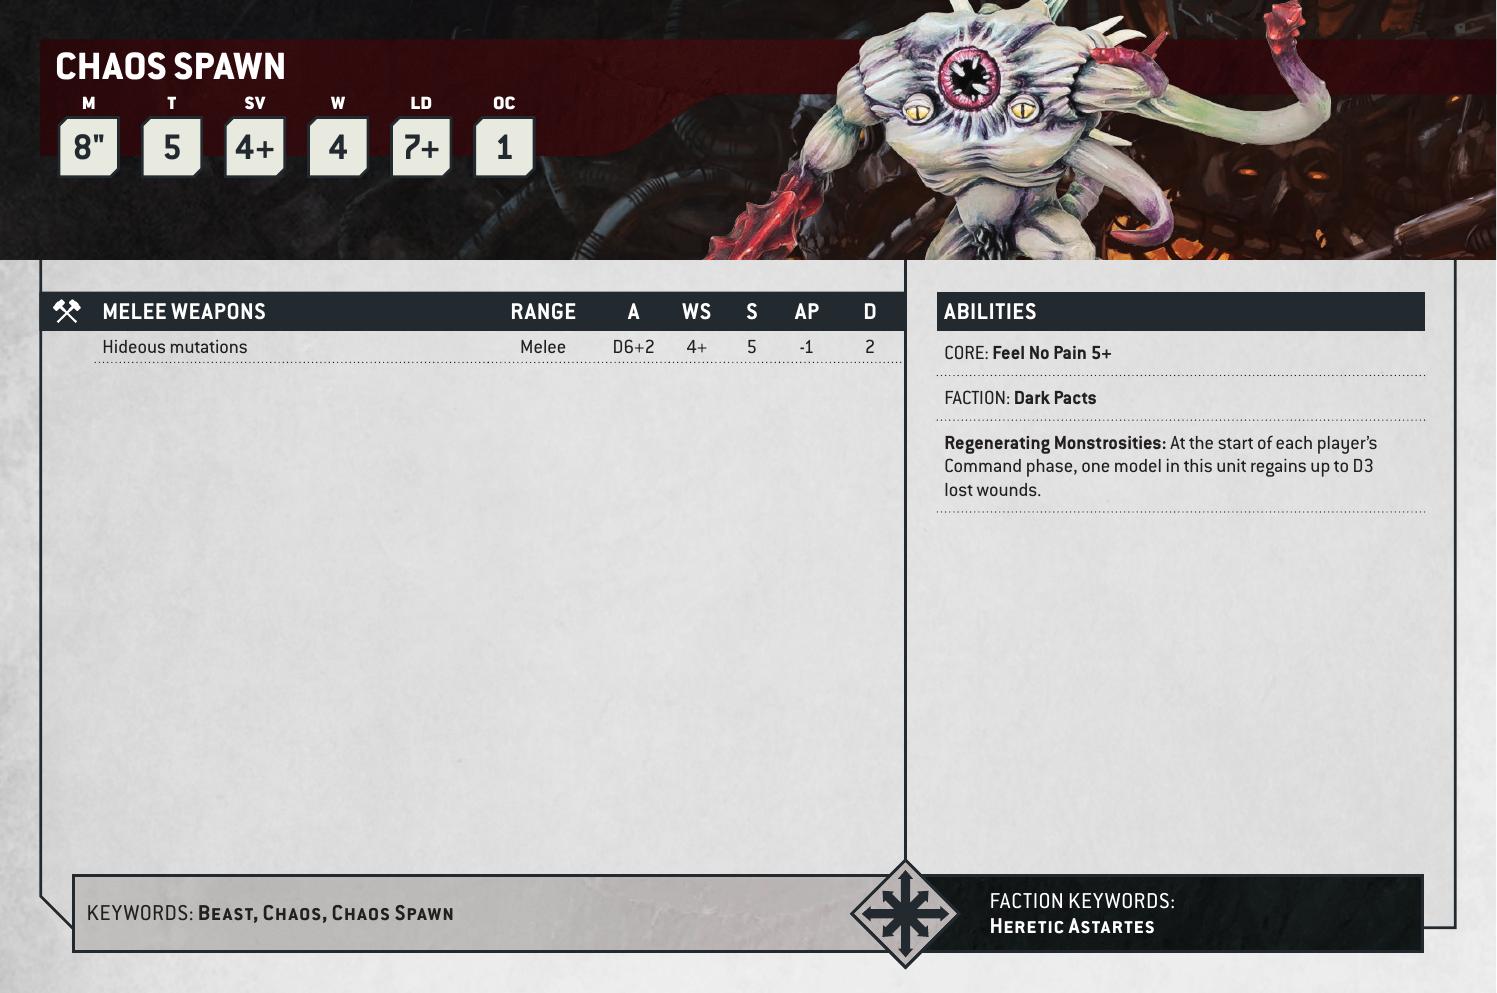 CHAOS SPAWN
M T SV W LD OC
8" 5 4+ 4 7+ 1
MELEE WEAPONS RANGE A WS S AP D
Hideous mutations Melee D6+2 4+ 5 -1 2
ABILITIES
CORE: Feel No Pain 5+
FACTION: Dark Pacts
Regenerating Monstrosities: At the start of each player’s
Command phase, one model in this unit regains up to D3
lost wounds.
KEYWORDS: BEAST, CHAOS, CHAOS SPAWN
FACTION KEYWORDS:
HERETIC ASTARTES